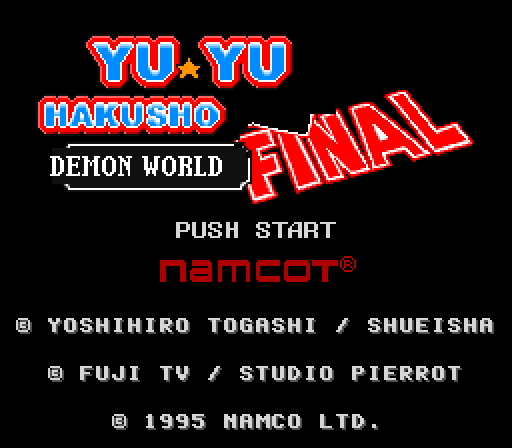 YU★YU
HAKUSHO
DEMON WORLD FINAL
PUSH START
namcot®
© YOSHIHIRO TOGASHI / SHUEISHA
© FUJI TV / STUDIO PIERROT
© 1995 NAMCO LTD.